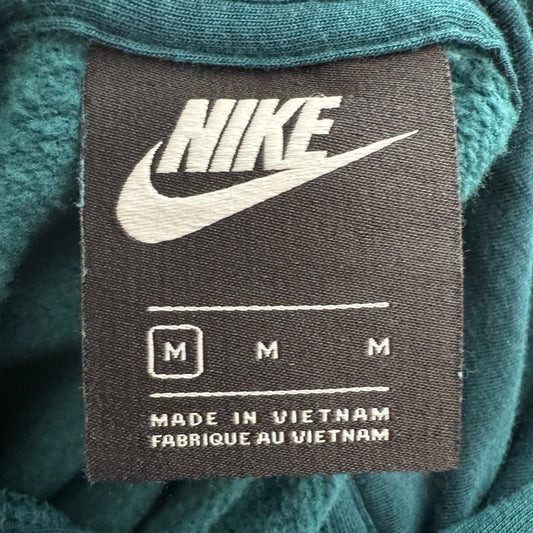 NIKE
M M M
MADE IN VIETNAM
FABRIQUE AU VIETNAM